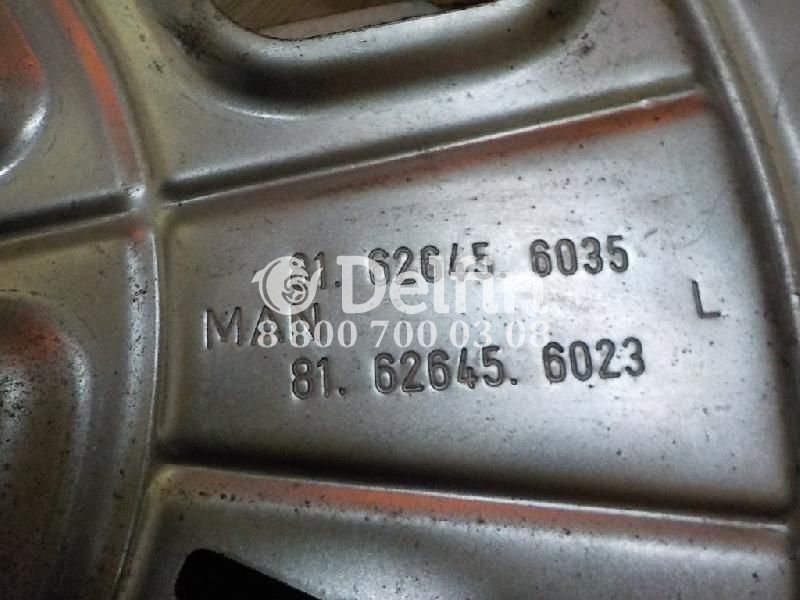 81. 62645. 6035
Delfin
MAN
L
8 800 700 03 08
81. 62645. 6023